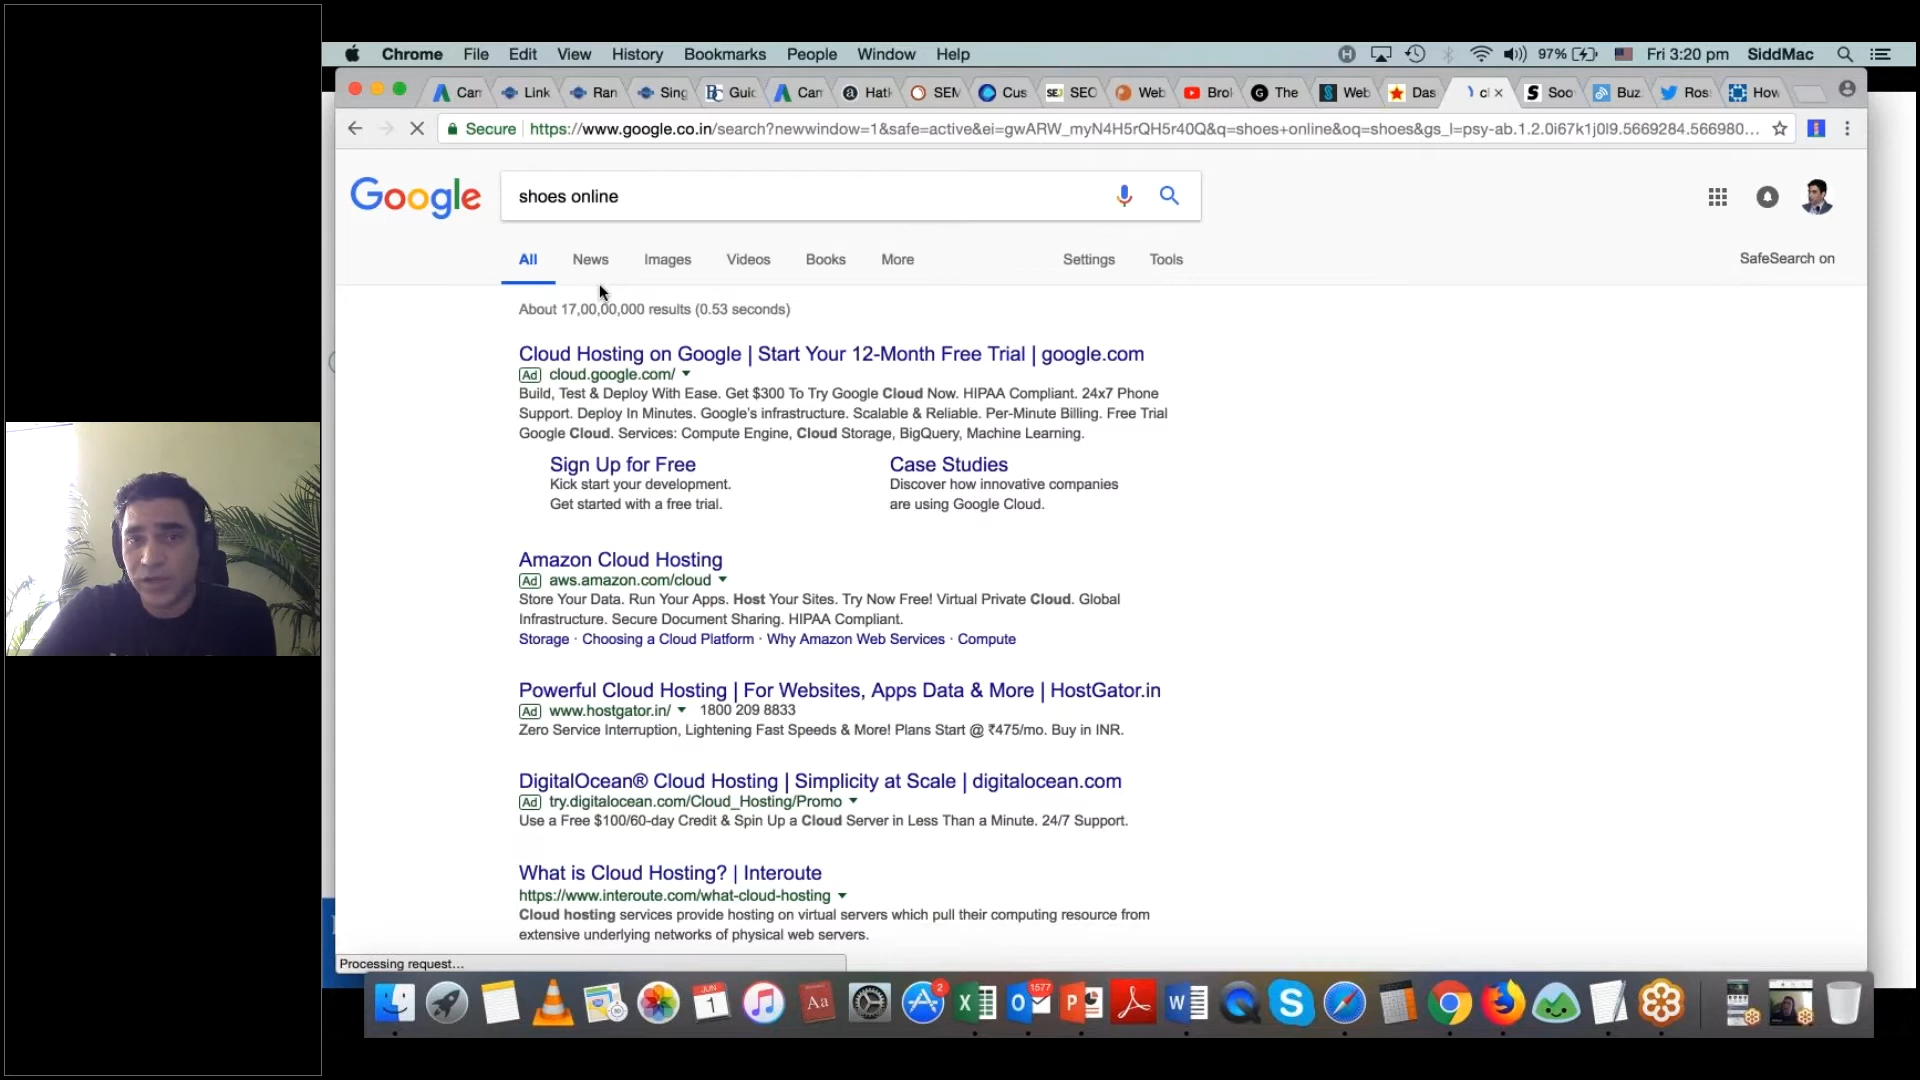 Chrome File Edit View History Bookmarks People Window Help 97% Fri 3:20 pm SiddMac
Can Link Ran Sing Guid Can Hatl SEM Cus SEJ SEO Web Brol The Web Das cl Soo Buz Ros How
Secure https://www.google.co.in/search?newwindow=1&safe=active&ei=gwARW_myN4H5rQH5r40Q&q=shoes+online&oq=shoes&gs_l=psy-ab.1.2.0i67k1j0l9.5669284.566980...
Google shoes online
All News Images Videos Books More Settings Tools SafeSearch on
About 17,00,00,000 results (0.53 seconds)
Cloud Hosting on Google | Start Your 12-Month Free Trial | google.com
Ad cloud.google.com/
Build, Test & Deploy With Ease. Get $300 To Try Google Cloud Now. HIPAA Compliant. 24x7 Phone
Support. Deploy In Minutes. Google's infrastructure. Scalable & Reliable. Per-Minute Billing. Free Trial
Google Cloud. Services: Compute Engine, Cloud Storage, BigQuery, Machine Learning.
Sign Up for Free
Kick start your development.
Get started with a free trial.
Case Studies
Discover how innovative companies
are using Google Cloud.
Amazon Cloud Hosting
Ad aws.amazon.com/cloud
Store Your Data. Run Your Apps. Host Your Sites. Try Now Free! Virtual Private Cloud. Global
Infrastructure. Secure Document Sharing. HIPAA Compliant.
Storage · Choosing a Cloud Platform · Why Amazon Web Services · Compute
Powerful Cloud Hosting | For Websites, Apps Data & More | HostGator.in
Ad www.hostgator.in/ 1800 209 8833
Zero Service Interruption, Lightening Fast Speeds & More! Plans Start @ ₹475/mo. Buy in INR.
DigitalOcean® Cloud Hosting | Simplicity at Scale | digitalocean.com
Ad try.digitalocean.com/Cloud_Hosting/Promo
Use a Free $100/60-day Credit & Spin Up a Cloud Server in Less Than a Minute. 24/7 Support.
What is Cloud Hosting? | Interoute
https://www.interoute.com/what-cloud-hosting
Cloud hosting services provide hosting on virtual servers which pull their computing resource from
extensive underlying networks of physical web servers.
Processing request...
JUN 1 Aa 2 1577